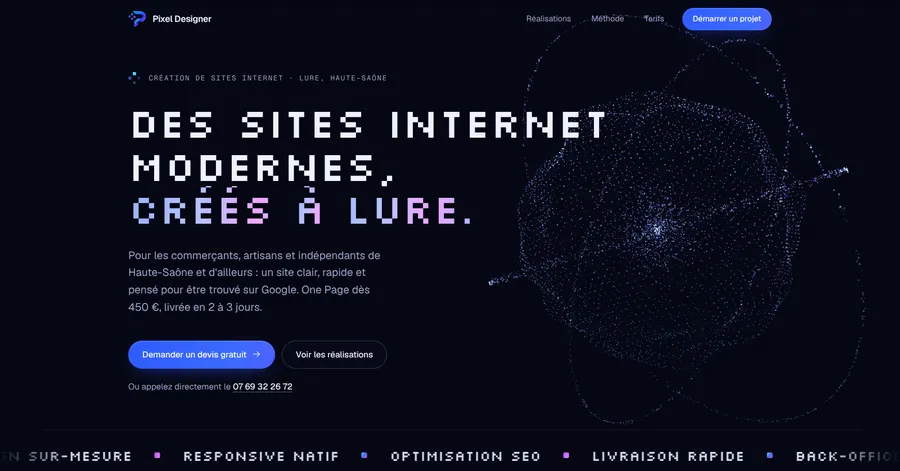 Pixel Designer
Réalisations
Méthode
Tarifs
Démarrer un projet
CRÉATION DE SITES INTERNET · LURE, HAUTE-SAÔNE
DES SITES INTERNET
MODERNES,
CRÉÉS À LURE.
Pour les commerçants, artisans et indépendants de
Haute-Saône et d'ailleurs : un site clair, rapide et
pensé pour être trouvé sur Google. One Page dès
450 €, livrée en 2 à 3 jours.
Demander un devis gratuit →
Voir les réalisations
Ou appelez directement le 07 69 32 26 72
SUR-MESURE RESPONSIVE NATIF OPTIMISATION SEO LIVRAISON RAPIDE BACK-OFFIC